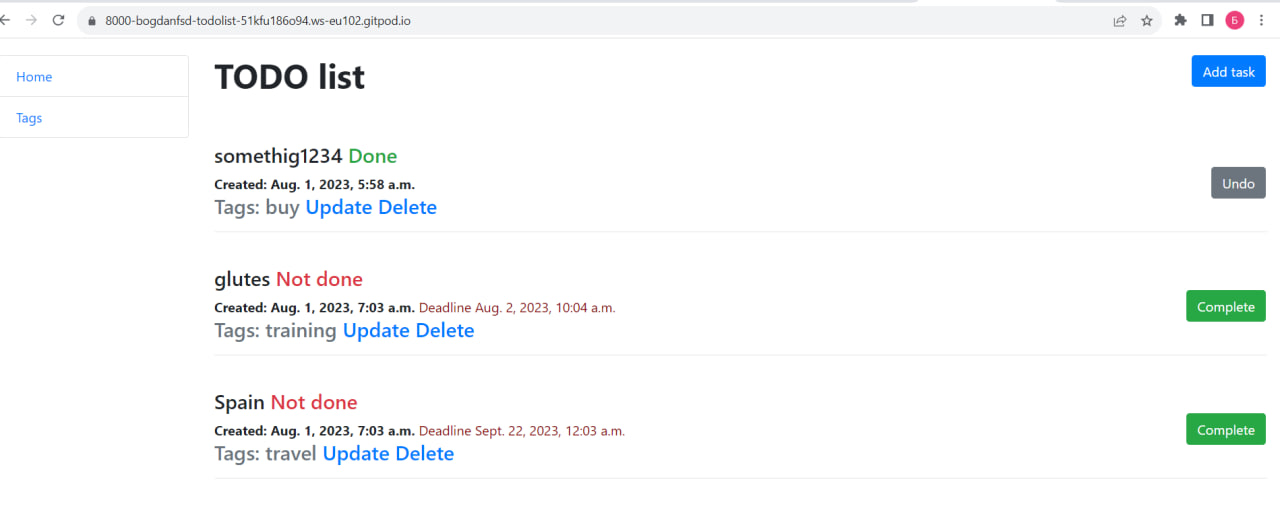 8000-bogdanfsd-todolist-51kfu186o94.ws-eu102.gitpod.io
Б
Home
Tags
TODO list
Add task
somethig1234 Done
Created: Aug. 1, 2023, 5:58 a.m.
Tags: buy Update Delete
Undo
glutes Not done
Created: Aug. 1, 2023, 7:03 a.m. Deadline Aug. 2, 2023, 10:04 a.m.
Tags: training Update Delete
Complete
Spain Not done
Created: Aug. 1, 2023, 7:03 a.m. Deadline Sept. 22, 2023, 12:03 a.m.
Tags: travel Update Delete
Complete